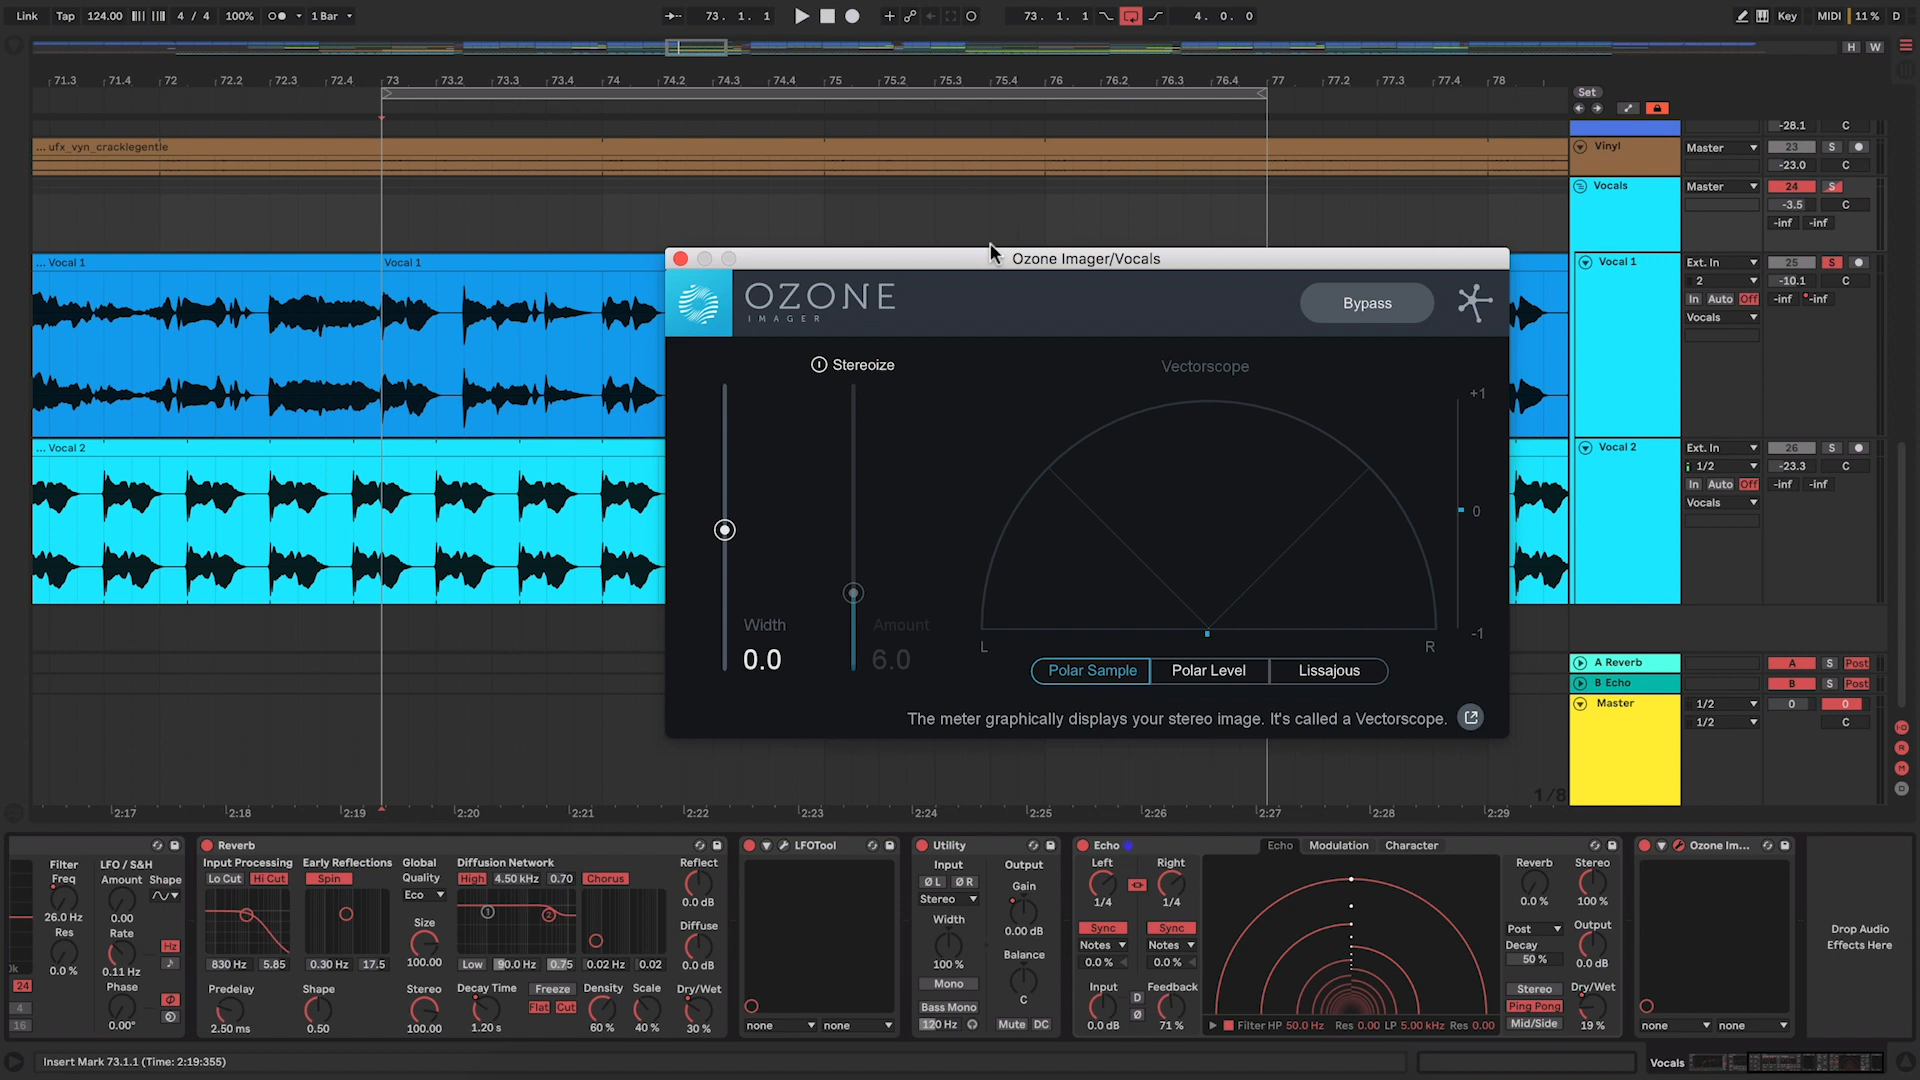 Link Tap 124.00 4 / 4 100% 1 Bar 73. 1. 1 73. 1. 1 4. 0. 0 Key MIDI 11 % D
H W
71.3 71.4 72 72.2 72.3 72.4 73 73.2 73.3 73.4 74 74.2 74.3 74.4 75 75.2 75.3 75.4 76 76.2 76.3 76.4 77 77.2 77.3 77.4 78
Set
-28.1 C
... ufx_vyn_cracklegentle Vinyl Master 23 S
-23.0 C
Vocals Master 24 S
-3.5 C
-inf -inf
... Vocal 1 Vocal 1 Vocal 1 Ext. In 25 S
2 -10.1 C
In Auto Off -inf -inf
Vocals
Ozone Imager/Vocals
OZONE
IMAGER
Bypass
Stereoize
Vectorscope
+1
0
-1
Width
0.0
Amount
6.0
L R
Polar Sample Polar Level Lissajous
The meter graphically displays your stereo image. It's called a Vectorscope.
... Vocal 2 Vocal 2 Ext. In 26 S
1/2 -23.3 C
In Auto Off -inf -inf
Vocals
A Reverb A S Post
B Echo B S Post
Master 1/2 0 0
1/2 C
1/8
2:17 2:18 2:19 2:20 2:21 2:22 2:23 2:24 2:25 2:26 2:27 2:28 2:29
Filter
Freq
26.0 Hz
Res
0.0 %
24
4
16
LFO / S&H
Amount Shape
0.00
Rate
Hz
0.11 Hz
Phase
0.00°
Reverb
Input Processing
Lo Cut Hi Cut
830 Hz 5.85
Predelay
2.50 ms
Early Reflections
Spin
0.30 Hz 17.5
Shape
0.50
Global
Quality
Eco
Size
100.00
Stereo
100.00
Diffusion Network
High 4.50 kHz 0.70 Chorus
1 2
Low 90.0 Hz 0.75 0.02 Hz 0.02
Decay Time Freeze Density Scale
Flat Cut
1.20 s 60 % 40 %
Reflect
0.0 dB
Diffuse
0.0 dB
Dry/Wet
30 %
LFOTool
none none
Utility
Input
Ø L Ø R
Stereo
Width
100 %
Mono
Bass Mono
120 Hz
Output
Gain
0.00 dB
Balance
C
Mute DC
Echo
Left Right
1/4 1/4
Sync Sync
Notes Notes
0.0 % 0.0 %
Input Feedback
D
Ø
0.0 dB 71 %
Echo Modulation Character
Filter HP 50.0 Hz Res 0.00 LP 5.00 kHz Res 0.00
Reverb Stereo
0.0 % 100 %
Post
Decay
50 %
Output
0.0 dB
Stereo
Ping Pong
Mid/Side
Dry/Wet
19 %
Ozone Im...
none none
Drop Audio
Effects Here
Insert Mark 73.1.1 (Time: 2:19:355) Vocals